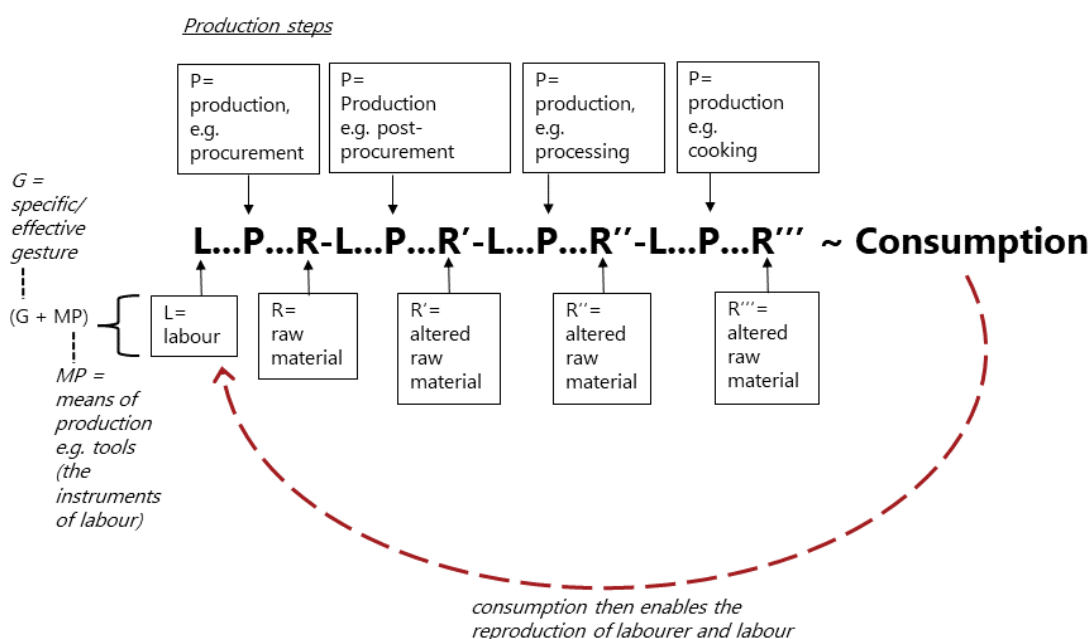 Production steps
P=
production,
e.g.
procurement
P=
Production
e.g. post-
procurement
P=
production,
e.g.
processing
P=
production
e.g.
cooking
G =
specific/
effective
gesture
L...P...R-L...P...R'-L...P...R''-L...P...R''' ~ Consumption
(G + MP)
L=
labour
R=
raw
material
R'=
altered
raw
material
R''=
altered
raw
material
R'''=
altered
raw
material
MP =
means of
production
e.g. tools
(the
instruments
of labour)
consumption then enables the
reproduction of labourer and labour